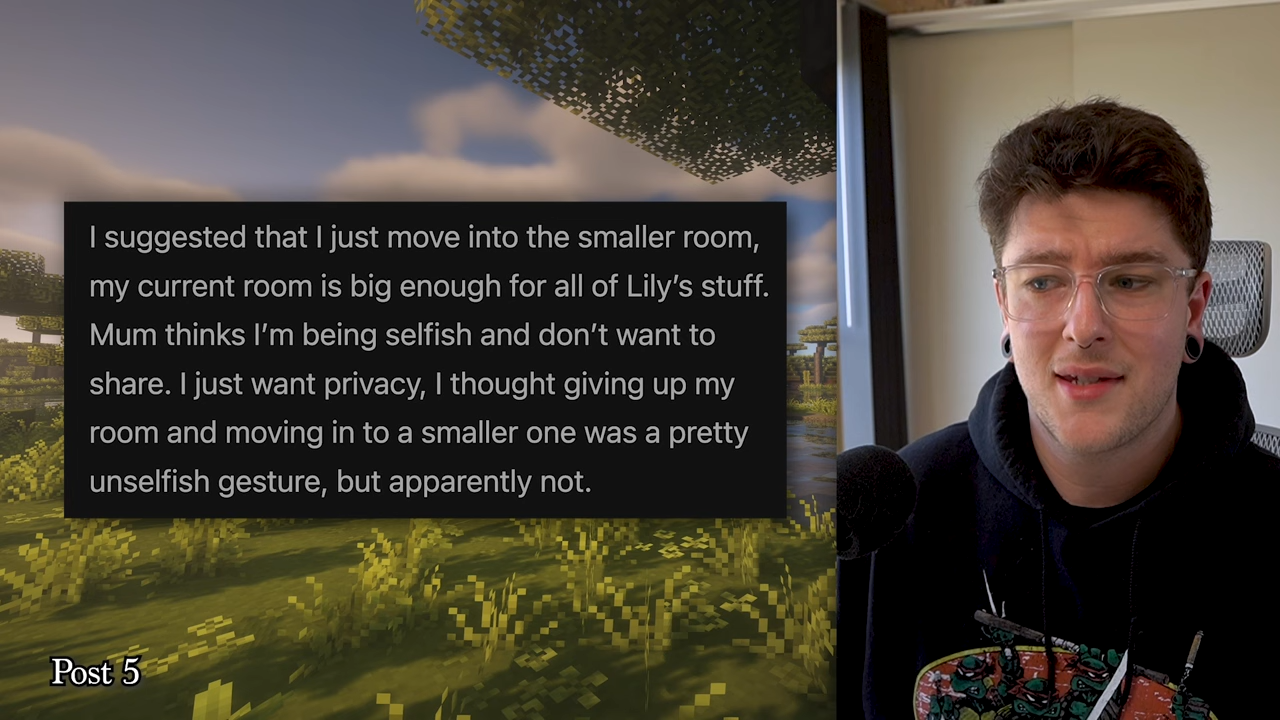 I suggested that I just move into the smaller room,
my current room is big enough for all of Lily’s stuff.
Mum thinks I’m being selfish and don’t want to
share. I just want privacy, I thought giving up my
room and moving in to a smaller one was a pretty
unselfish gesture, but apparently not.
Post 5